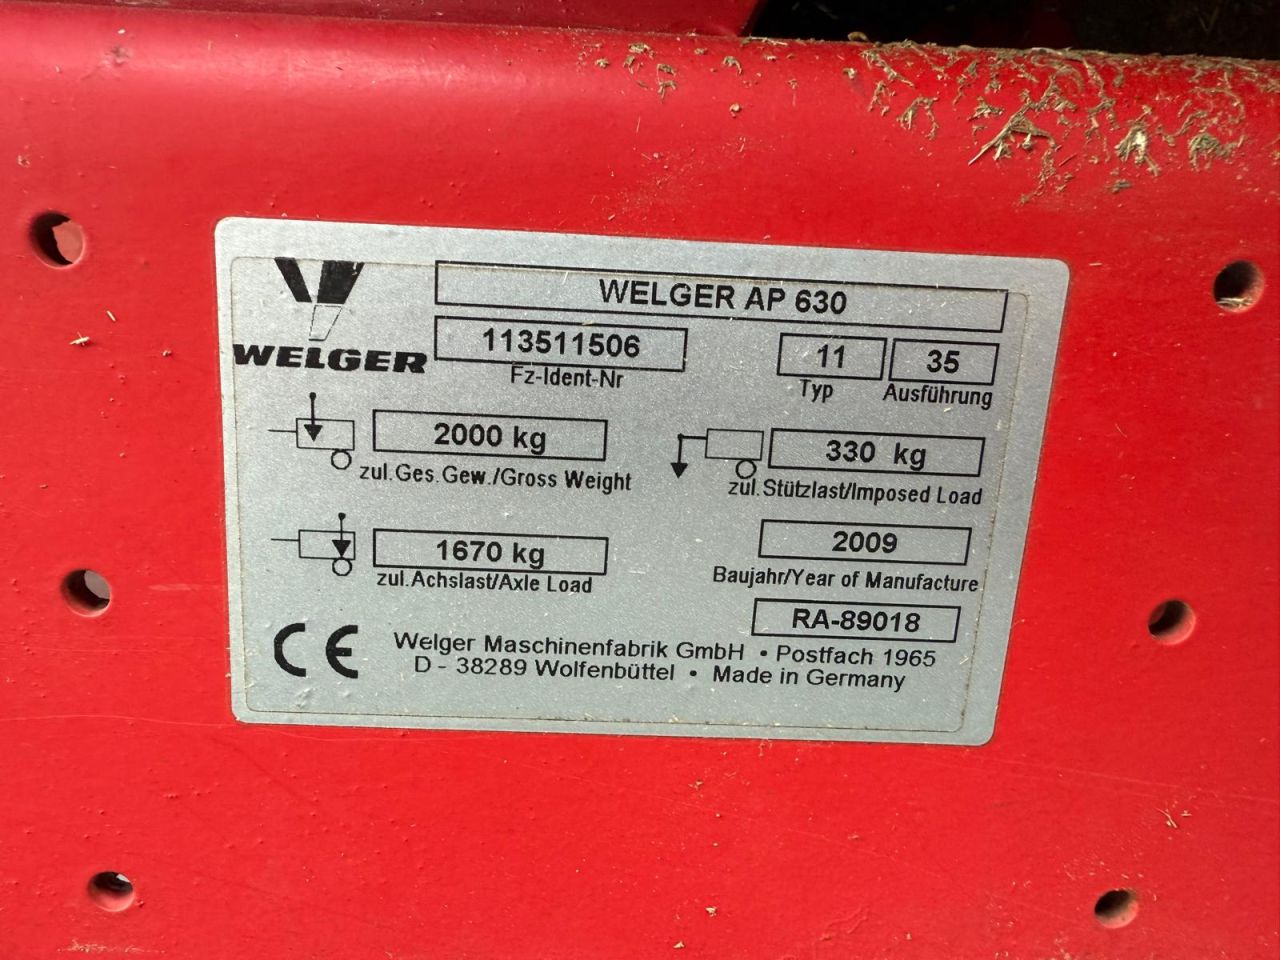 WELGER AP 630
WELGER
113511506
Fz-Ident-Nr
11
Typ
35
Ausführung
2000 kg
zul.Ges.Gew./Gross Weight
330 kg
zul.Stützlast/Imposed Load
1670 kg
zul.Achslast/Axle Load
2009
Baujahr/Year of Manufacture
RA-89018
CE
Welger Maschinenfabrik GmbH • Postfach 1965
D - 38289 Wolfenbüttel • Made in Germany